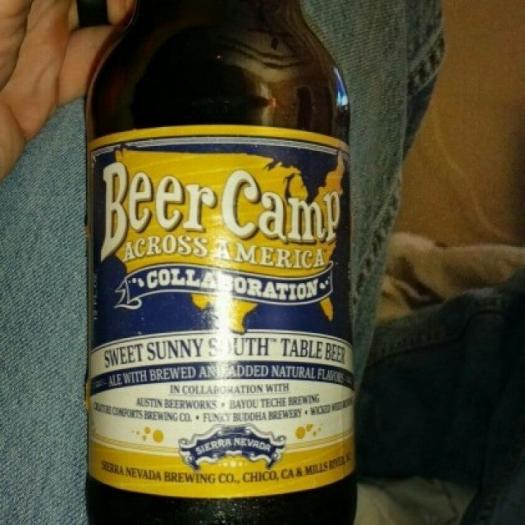 Beer Camp
ACROSS AMERICA
COLLABORATION
SWEET SUNNY SOUTH™ TABLE BEER
ALE WITH BREWED AND ADDED NATURAL FLAVORS
IN COLLABORATION WITH
AUSTIN BEERWORKS • BAYOU TECHE BREWING
CREATURE COMFORTS BREWING CO. • FUNKY BUDDHA BREWERY • WICKED WEED
SIERRA NEVADA
SIERRA NEVADA BREWING CO., CHICO, CA & MILLS RIVER,